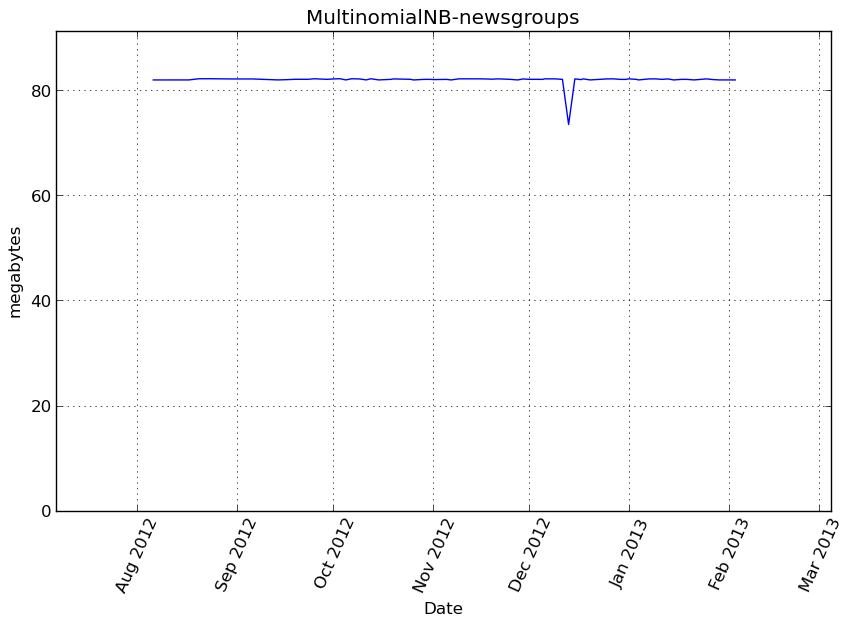 MultinomialNB-newsgroups
80
60
40
20
0
megabytes
Aug 2012
Sep 2012
Oct 2012
Nov 2012
Dec 2012
Jan 2013
Feb 2013
Mar 2013
Date